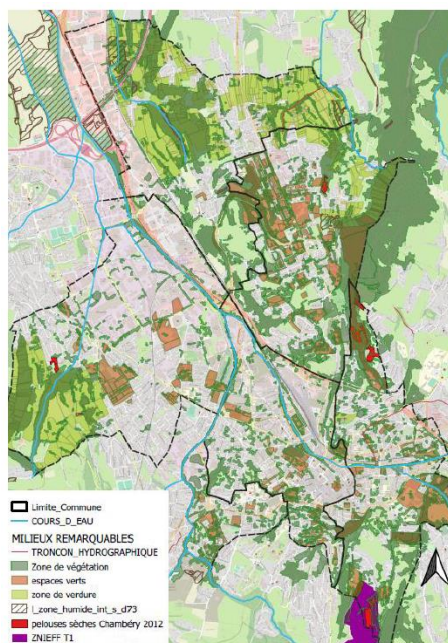 Limite_Commune
COURS_D_EAU
MILIEUX REMARQUABLES
TRONCON_HYDROGRAPHIQUE
Zone de végétation
espaces verts
zone de verdure
l_zone_humide_int_s_d73
pelouses sèches Chambéry 2012
ZNIEFF T1